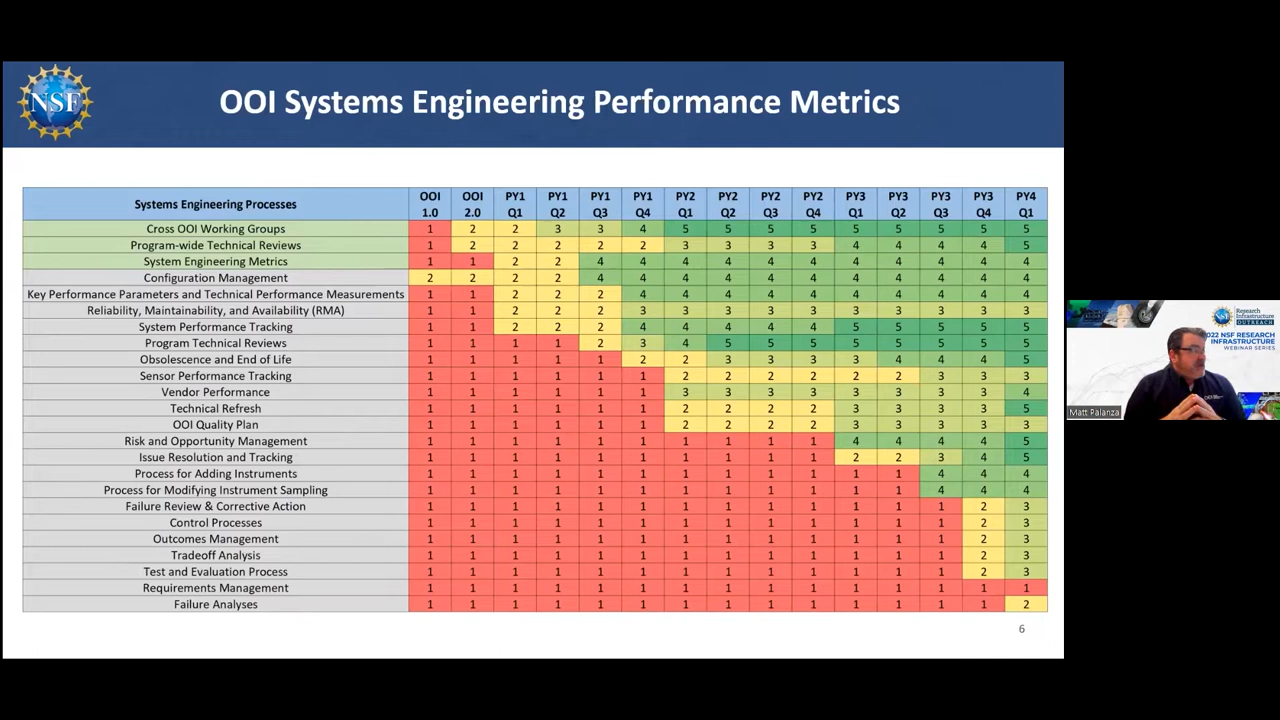 NSF
OOI Systems Engineering Performance Metrics
Systems Engineering Processes OOI 1.0 OOI 2.0 PY1 Q1 PY1 Q2 PY1 Q3 PY1 Q4 PY2 Q1 PY2 Q2 PY2 Q3 PY2 Q4 PY3 Q1 PY3 Q2 PY3 Q3 PY3 Q4 PY4 Q1
Cross OOI Working Groups 1 2 2 3 3 4 5 5 5 5 5 5 5 5 5
Program-wide Technical Reviews 1 2 2 2 2 2 3 3 3 3 4 4 4 4 5
System Engineering Metrics 1 1 2 2 4 4 4 4 4 4 4 4 4 4 4
Configuration Management 2 2 2 2 4 4 4 4 4 4 4 4 4 4 4
Key Performance Parameters and Technical Performance Measurements 1 1 2 2 2 4 4 4 4 4 4 4 4 4 4
Reliability, Maintainability, and Availability (RMA) 1 1 2 2 2 3 3 3 3 3 3 3 3 3 3
System Performance Tracking 1 1 2 2 2 4 4 4 4 4 5 5 5 5 5
Program Technical Reviews 1 1 1 1 2 3 4 5 5 5 5 5 5 5 5
Obsolescence and End of Life 1 1 1 1 1 2 2 3 3 3 3 4 4 4 5
Sensor Performance Tracking 1 1 1 1 1 1 2 2 2 2 2 2 3 3 3
Vendor Performance 1 1 1 1 1 1 3 3 3 3 3 3 3 3 4
Technical Refresh 1 1 1 1 1 1 2 2 2 2 3 3 3 3 5
OOI Quality Plan 1 1 1 1 1 1 2 2 2 2 3 3 3 3 3
Risk and Opportunity Management 1 1 1 1 1 1 1 1 1 1 4 4 4 4 5
Issue Resolution and Tracking 1 1 1 1 1 1 1 1 1 1 2 2 3 4 5
Process for Adding Instruments 1 1 1 1 1 1 1 1 1 1 1 1 4 4 4
Process for Modifying Instrument Sampling 1 1 1 1 1 1 1 1 1 1 1 1 4 4 4
Failure Review & Corrective Action 1 1 1 1 1 1 1 1 1 1 1 1 1 2 3
Control Processes 1 1 1 1 1 1 1 1 1 1 1 1 1 2 3
Outcomes Management 1 1 1 1 1 1 1 1 1 1 1 1 1 2 3
Tradeoff Analysis 1 1 1 1 1 1 1 1 1 1 1 1 1 2 3
Test and Evaluation Process 1 1 1 1 1 1 1 1 1 1 1 1 1 2 3
Requirements Management 1 1 1 1 1 1 1 1 1 1 1 1 1 1 1
Failure Analyses 1 1 1 1 1 1 1 1 1 1 1 1 1 1 2
6
NSF
Research
Infrastructure
OUTREACH
2022 NSF RESEARCH
INFRASTRUCTURE
WEBINAR SERIES
Matt Palanza